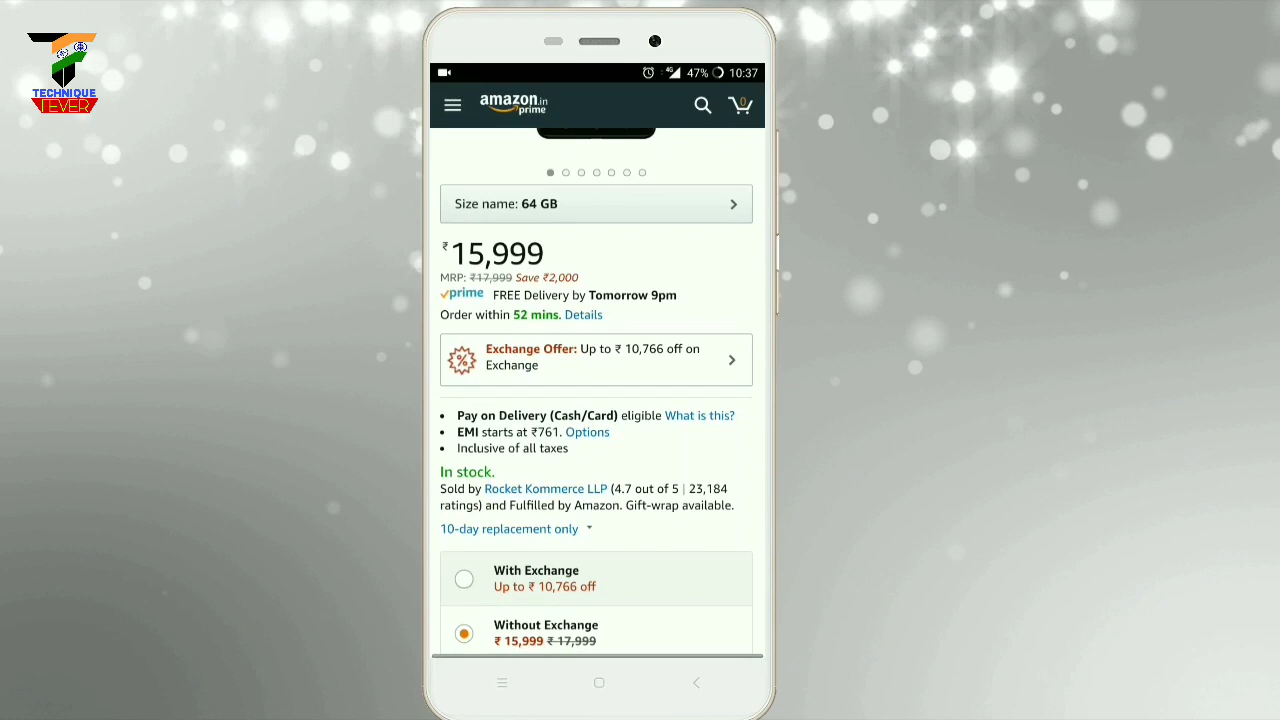 TECHNIQUE
47% 10:37
amazon.in
prime
0
Size name: 64 GB
₹15,999
MRP: ₹17,999 Save ₹2,000
prime FREE Delivery by Tomorrow 9pm
Order within 52 mins. Details
Exchange Offer: Up to ₹ 10,766 off on
Exchange
Pay on Delivery (Cash/Card) eligible What is this?
EMI starts at ₹761. Options
Inclusive of all taxes
In stock.
Sold by Rocket Kommerce LLP (4.7 out of 5 | 23,184
ratings) and Fulfilled by Amazon. Gift-wrap available.
10-day replacement only
With Exchange
Up to ₹ 10,766 off
Without Exchange
₹ 15,999 ₹ 17,999